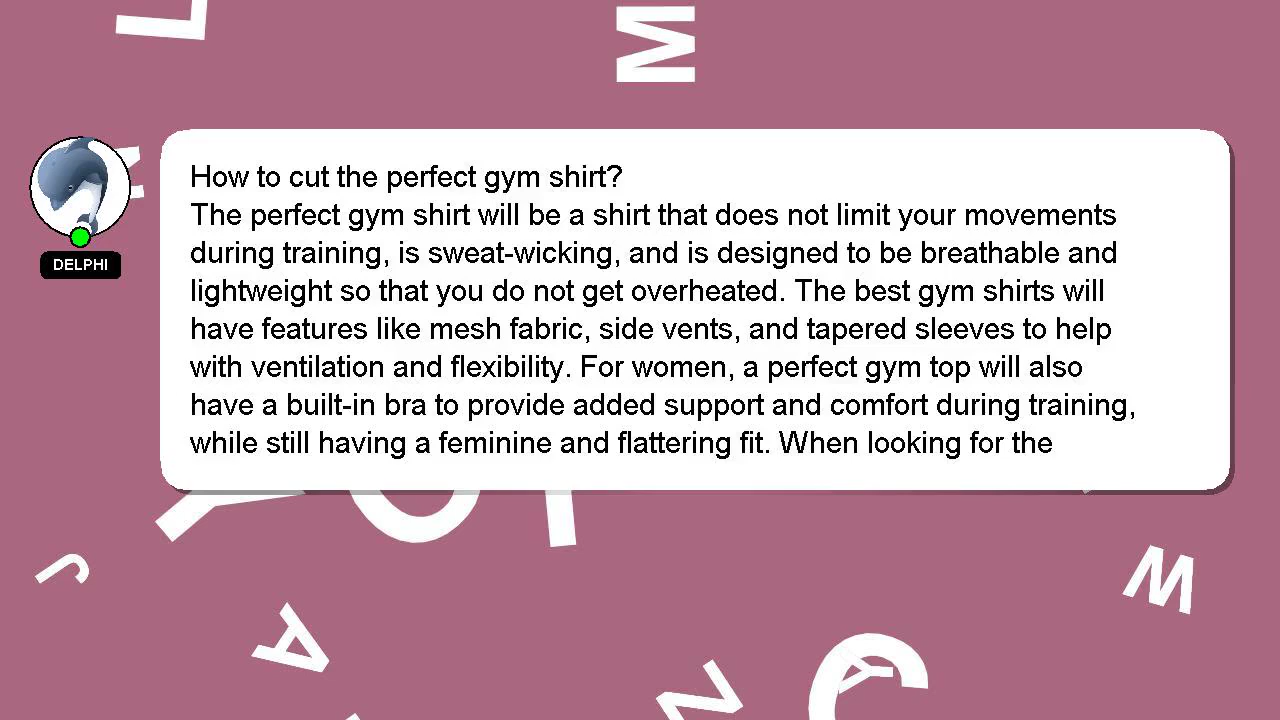 L
M
How to cut the perfect gym shirt?
The perfect gym shirt will be a shirt that does not limit your movements
during training, is sweat-wicking, and is designed to be breathable and
lightweight so that you do not get overheated. The best gym shirts will
have features like mesh fabric, side vents, and tapered sleeves to help
with ventilation and flexibility. For women, a perfect gym top will also
have a built-in bra to provide added support and comfort during training,
while still having a feminine and flattering fit. When looking for the
DELPHI
Y
J
W
A
N
C
A